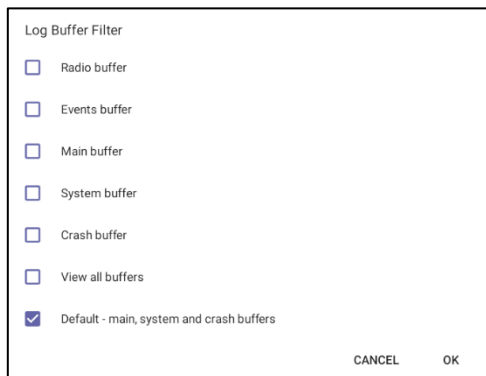 Log Buffer Filter
Radio buffer
Events buffer
Main buffer
System buffer
Crash buffer
View all buffers
Default - main, system and crash buffers
CANCEL OK